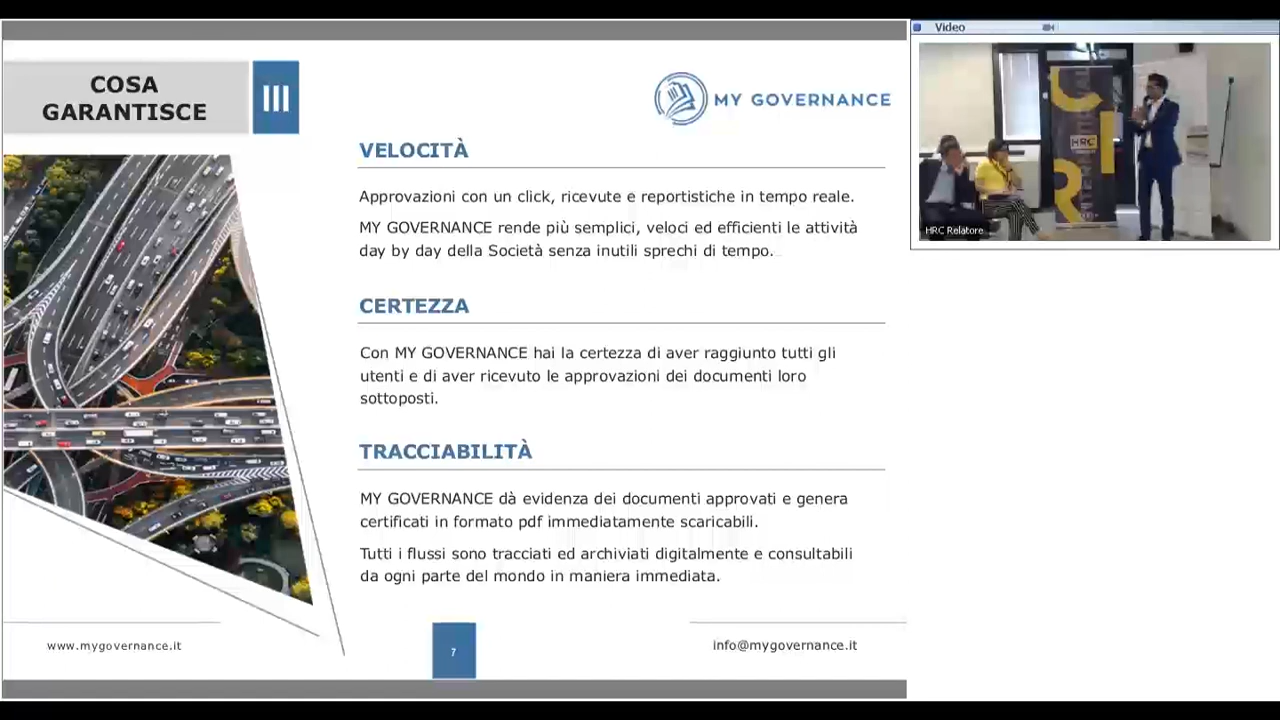 COSA
GARANTISCE
III
MY GOVERNANCE
VELOCITÀ
Approvazioni con un click, ricevute e reportistiche in tempo reale.
MY GOVERNANCE rende più semplici, veloci ed efficienti le attività
day by day della Società senza inutili sprechi di tempo.
CERTEZZA
Con MY GOVERNANCE hai la certezza di aver raggiunto tutti gli
utenti e di aver ricevuto le approvazioni dei documenti loro
sottoposti.
TRACCIABILITÀ
MY GOVERNANCE dà evidenza dei documenti approvati e genera
certificati in formato pdf immediatamente scaricabili.
Tutti i flussi sono tracciati ed archiviati digitalmente e consultabili
da ogni parte del mondo in maniera immediata.
www.mygovernance.it
7
info@mygovernance.it
Video
HRC
HRC Relatore